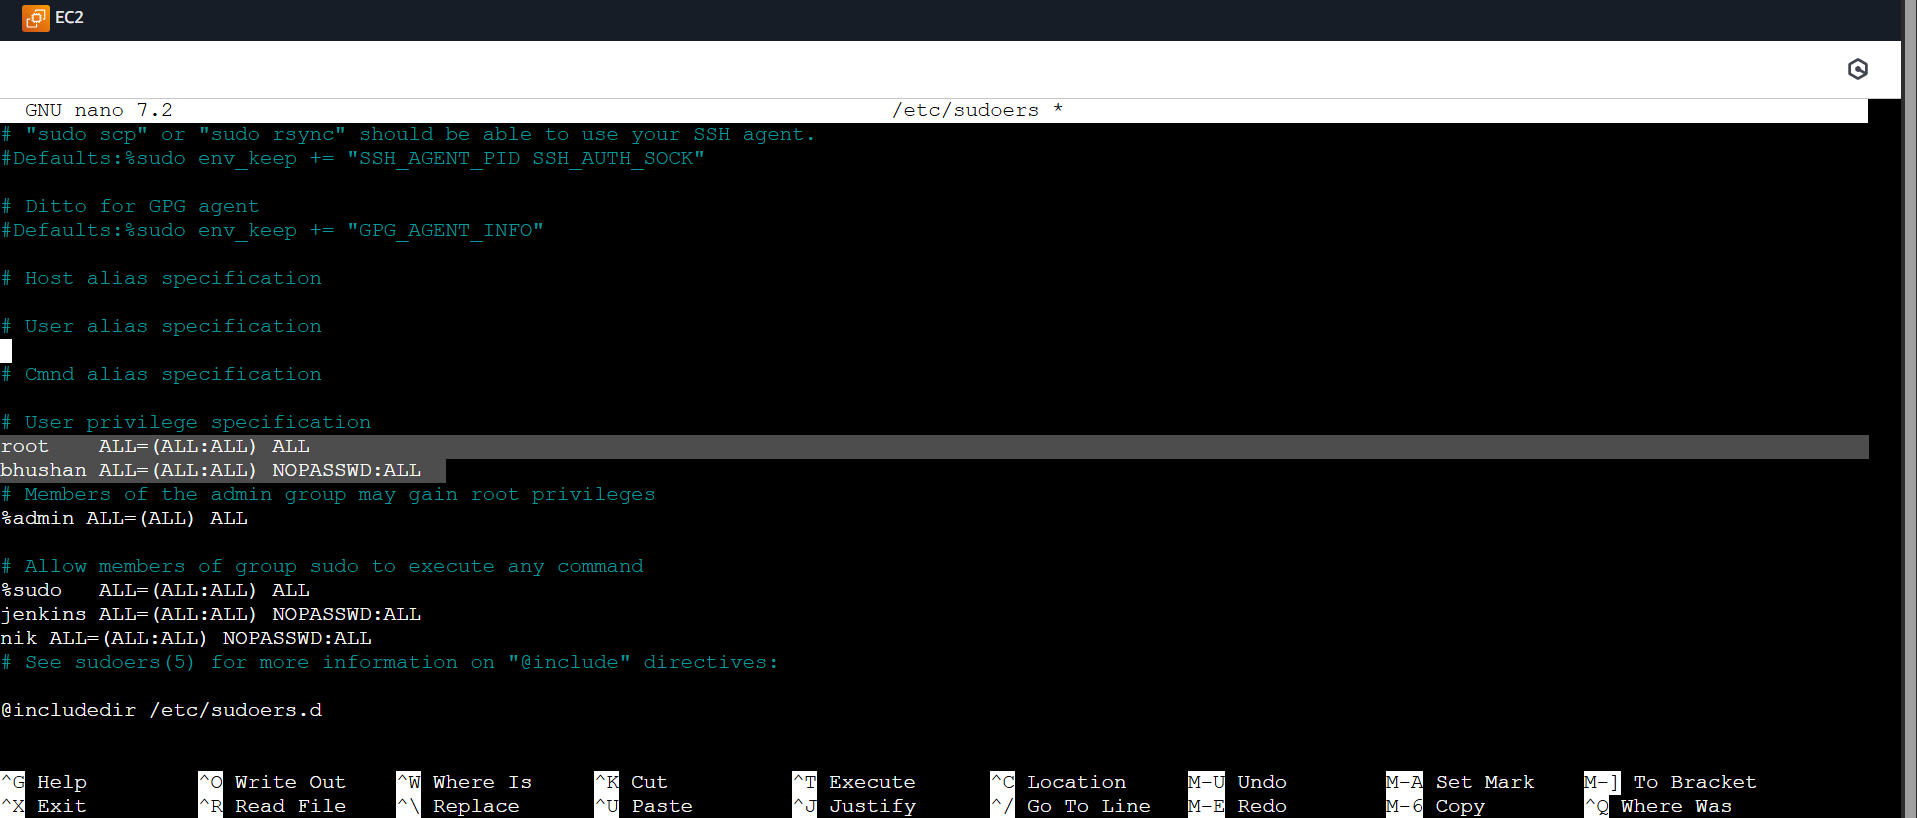 EC2
GNU nano 7.2 /etc/sudoers *
# "sudo scp" or "sudo rsync" should be able to use your SSH agent.
#Defaults:%sudo env_keep += "SSH_AGENT_PID SSH_AUTH_SOCK"
# Ditto for GPG agent
#Defaults:%sudo env_keep += "GPG_AGENT_INFO"
# Host alias specification
# User alias specification
# Cmnd alias specification
# User privilege specification
root    ALL=(ALL:ALL) ALL
bhushan ALL=(ALL:ALL) NOPASSWD:ALL
# Members of the admin group may gain root privileges
%admin ALL=(ALL) ALL
# Allow members of group sudo to execute any command
%sudo   ALL=(ALL:ALL) ALL
jenkins ALL=(ALL:ALL) NOPASSWD:ALL
nik ALL=(ALL:ALL) NOPASSWD:ALL
# See sudoers(5) for more information on "@include" directives:
@includedir /etc/sudoers.d
^G Help ^O Write Out ^W Where Is ^K Cut ^T Execute ^C Location M-U Undo M-A Set Mark M-] To Bracket
^X Exit ^R Read File ^\ Replace ^U Paste ^J Justify ^/ Go To Line M-E Redo M-6 Copy ^Q Where Was